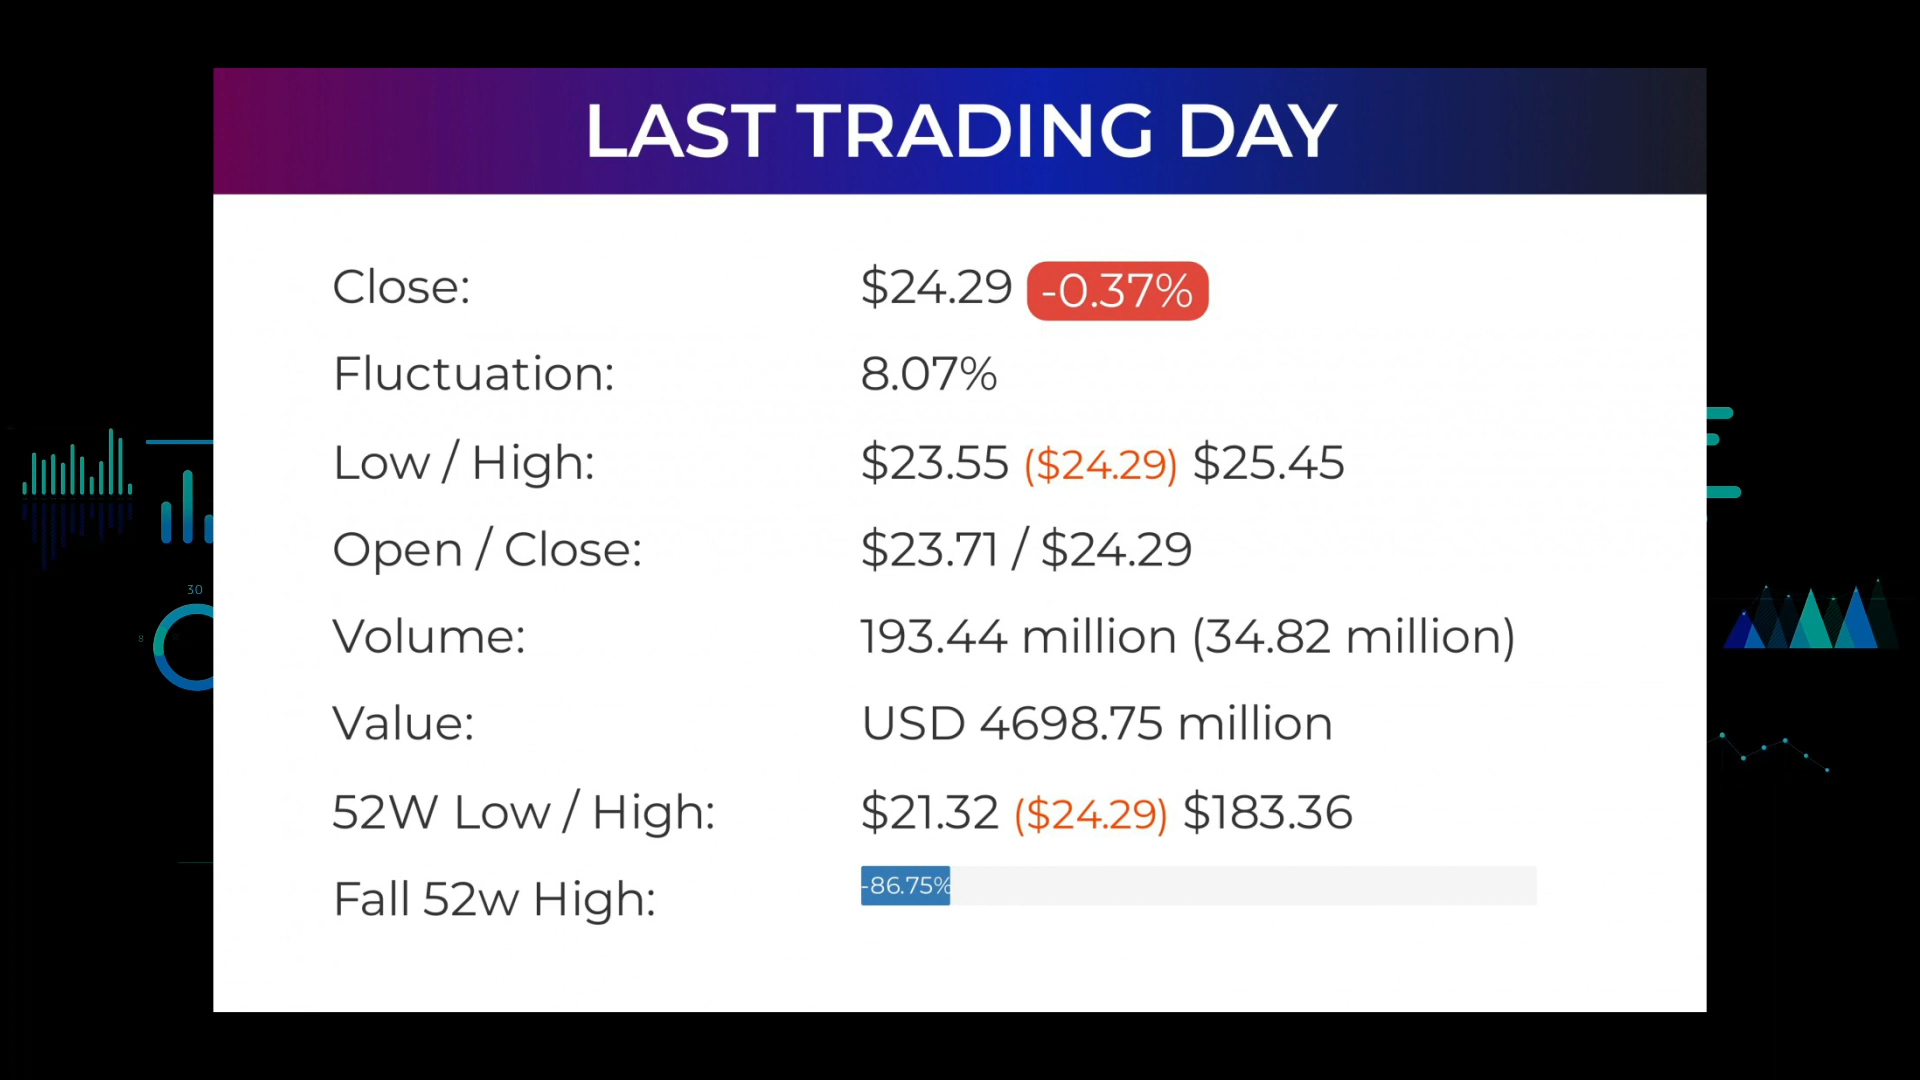 LAST TRADING DAY
Close: $24.29 -0.37%
Fluctuation: 8.07%
Low / High: $23.55 ($24.29) $25.45
Open / Close: $23.71 / $24.29
Volume: 193.44 million (34.82 million)
30
8
Value: USD 4698.75 million
52W Low / High: $21.32 ($24.29) $183.36
Fall 52w High: -86.75%